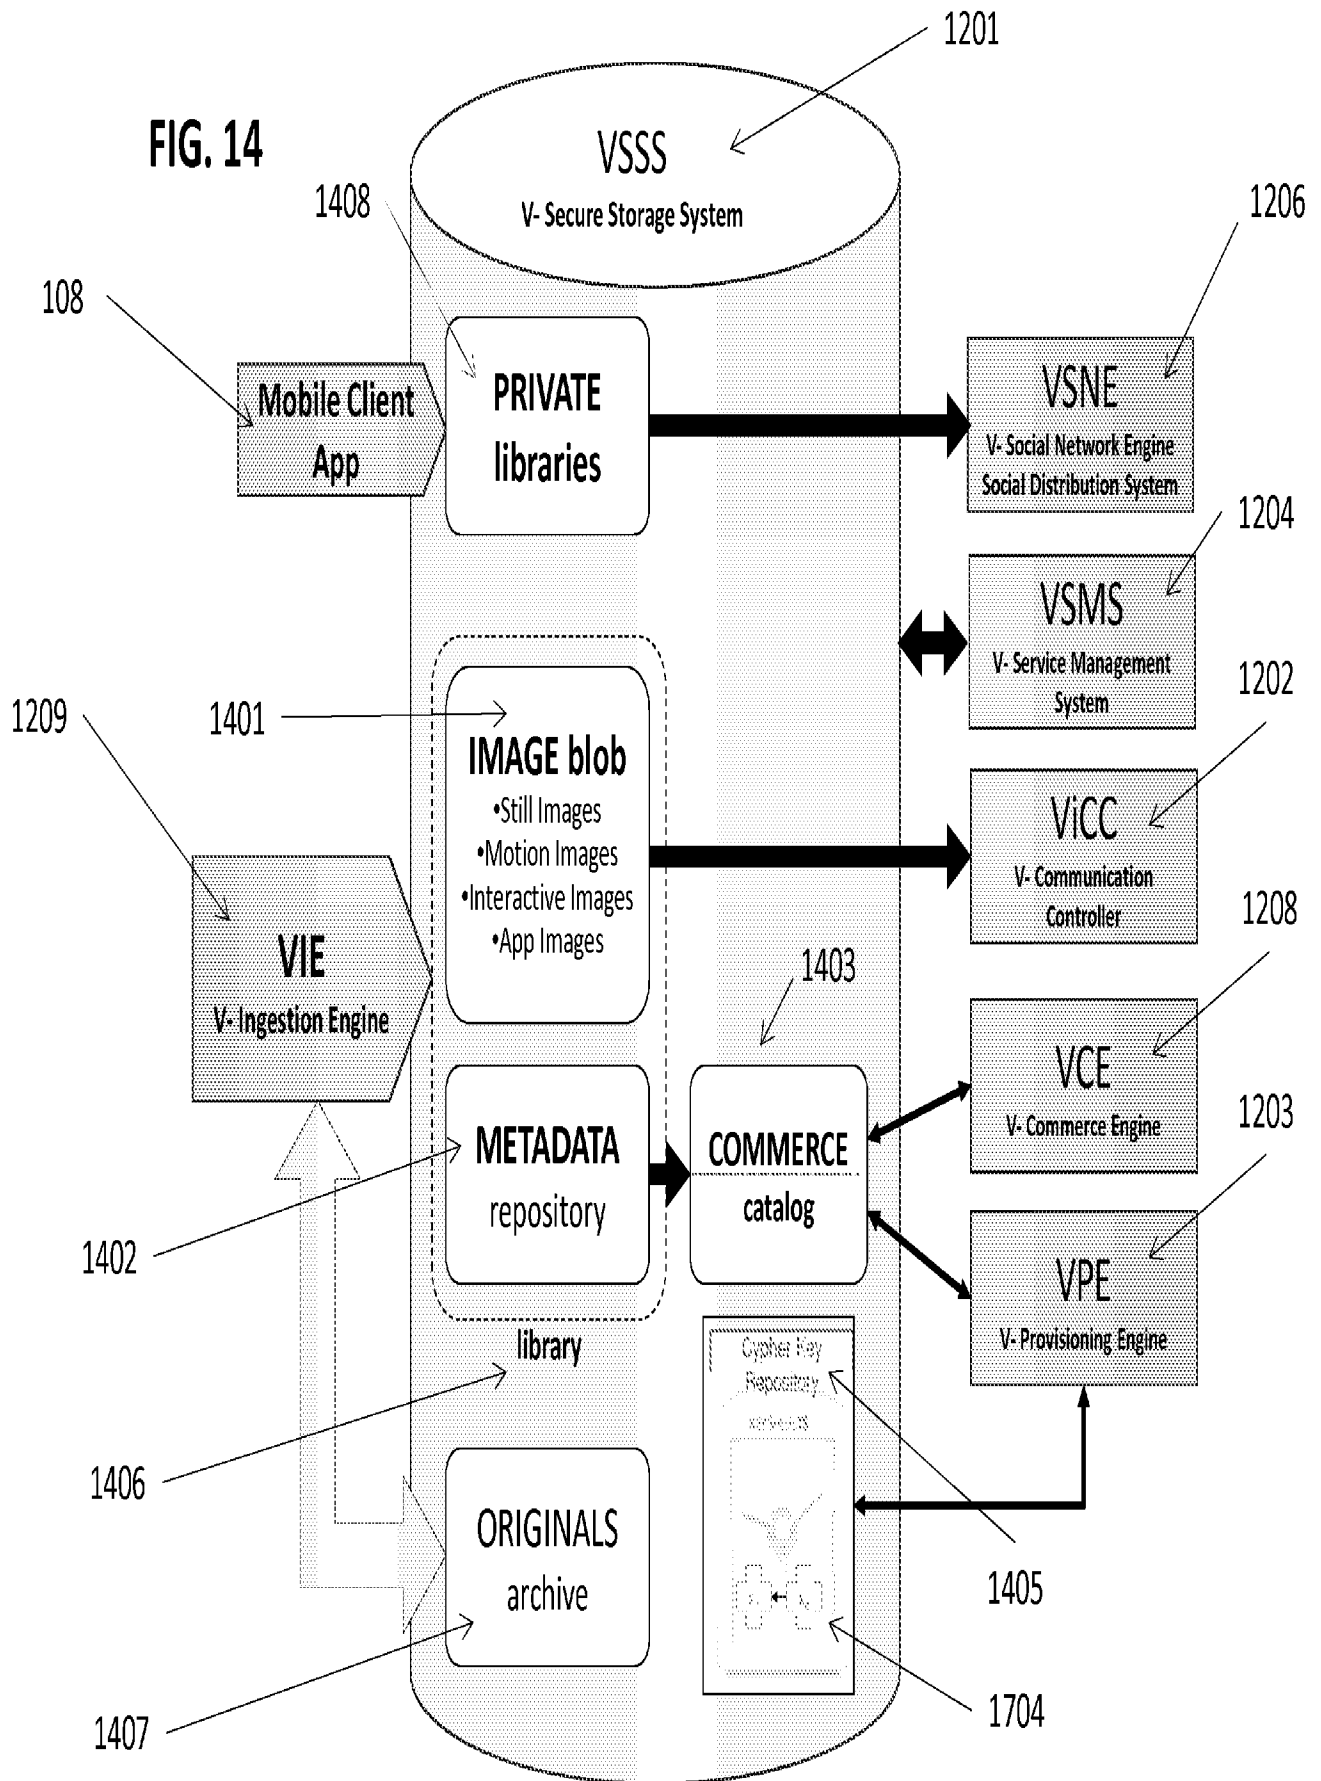 1201
FIG. 14
VSSS
V- Secure Storage System
1408
1206
108
PRIVATE
libraries
Mobile Client
App
VSNE
V- Social Network Engine
Social Distribution System
1204
VSMS
V- Service Management
System
1202
1209
1401
IMAGE blob
•Still Images
•Motion Images
•Interactive Images
•App Images
ViCC
V- Communication
Controller
1208
VIE
V- Ingestion Engine
1403
VCE
V- Commerce Engine
1203
METADATA
repository
COMMERCE
catalog
1402
VPE
V- Provisioning Engine
library
Cypher Key
Repository
1406
ORIGINALS
archive
1405
1407
1704